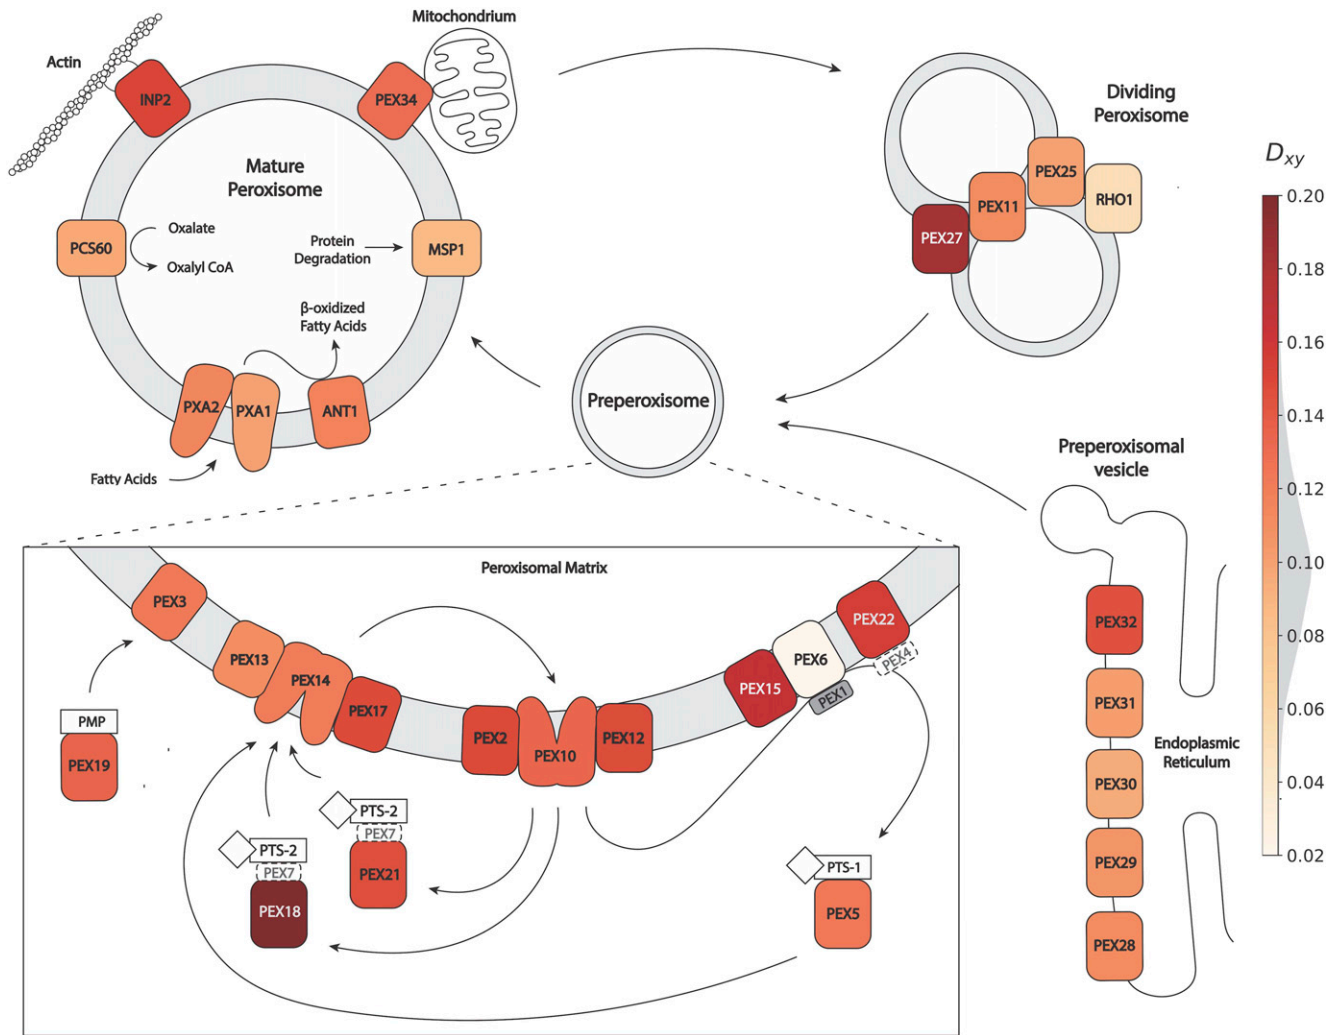 Mitochondrium
Actin
INP2
PEX34
Mature
Peroxisome
PCS60
Oxalate
Oxalyl CoA
Protein
Degradation
MSP1
β-oxidized
Fatty Acids
PXA2
PXA1
ANT1
Fatty Acids
Dividing
Peroxisome
PEX25
RHO1
PEX11
PEX27
Preperoxisome
Preperoxisomal
vesicle
PEX32
PEX31
PEX30
PEX29
PEX28
Endoplasmic
Reticulum
Dxy
0.20
0.18
0.16
0.14
0.12
0.10
0.08
0.06
0.04
0.02
Peroxisomal Matrix
PEX3
PEX13
PEX14
PEX17
PEX2
PEX10
PEX12
PEX15
PEX6
PEX1
PEX22
PEX4
PMP
PEX19
PTS-2
PEX7
PEX21
PTS-2
PEX7
PEX18
PTS-1
PEX5